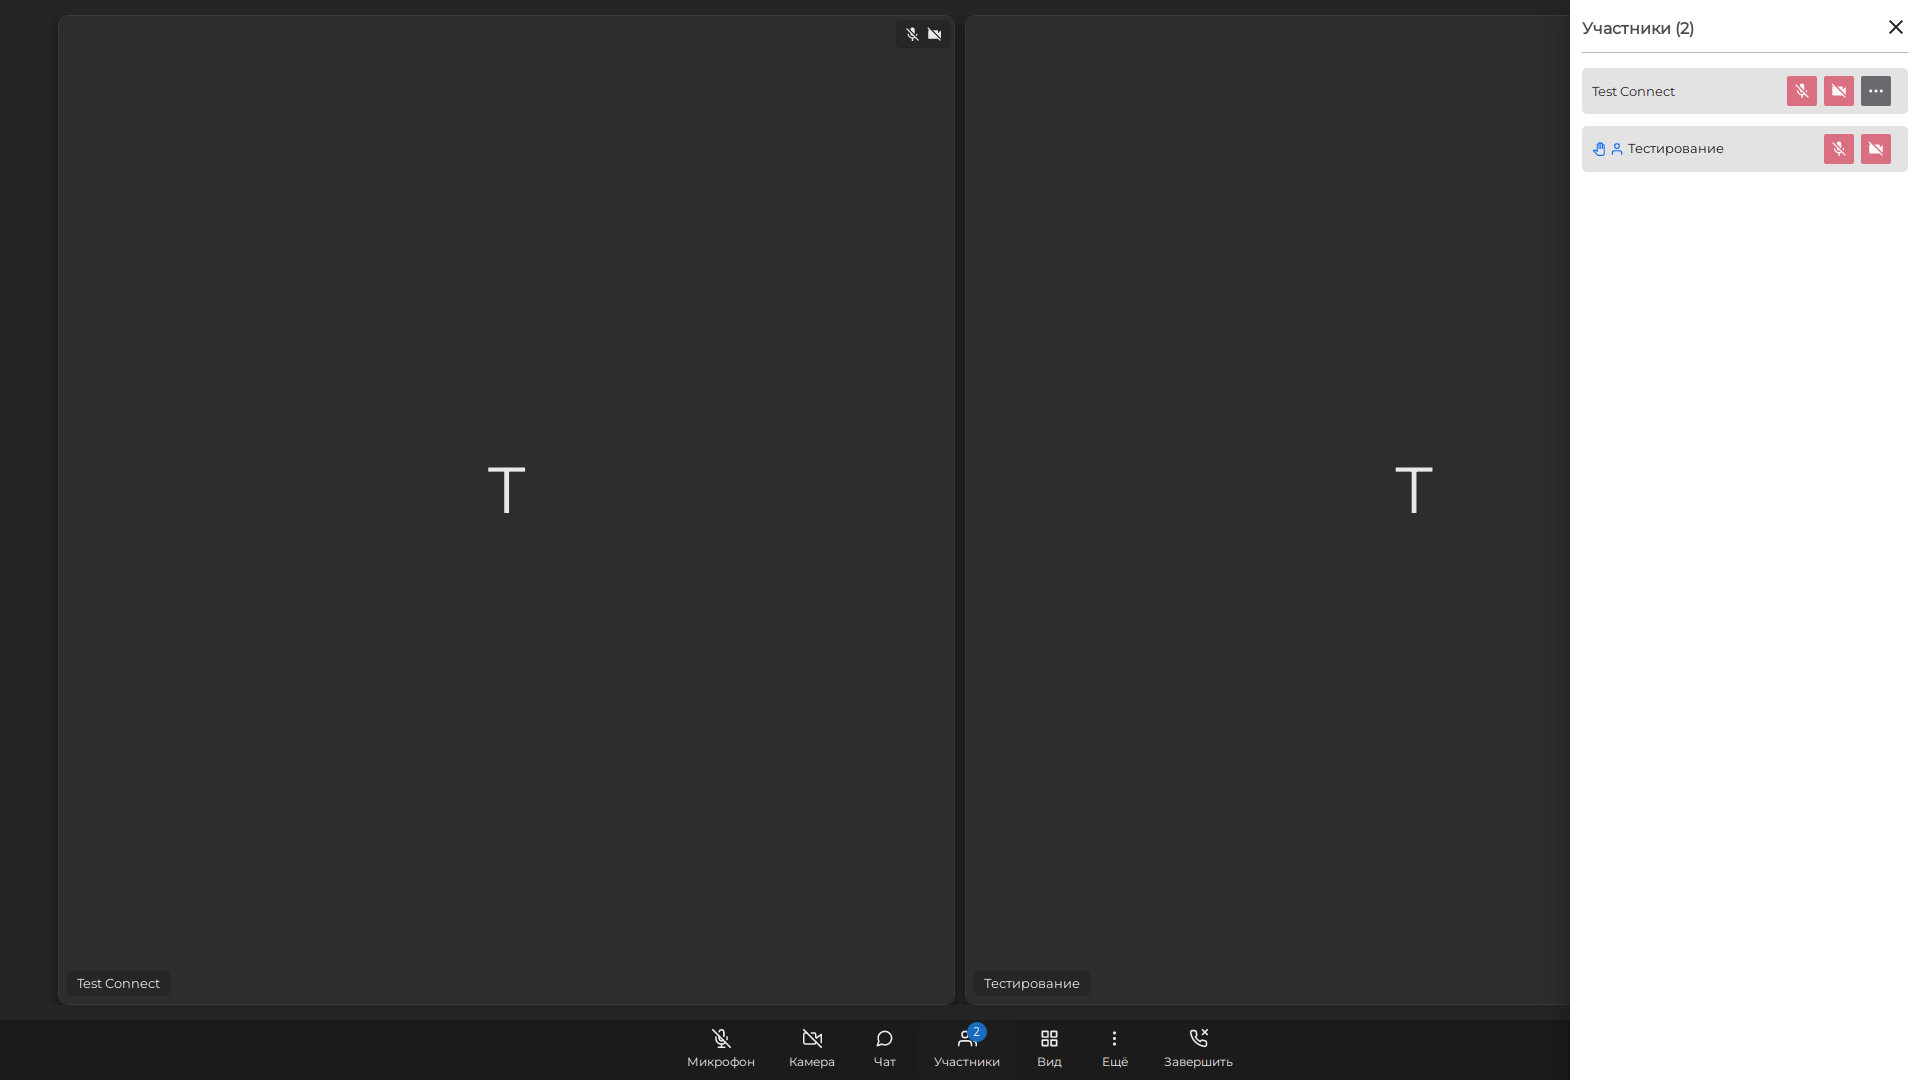 Участники (2)
Test Connect
Тестирование
T
T
Test Connect
Тестирование
2
Микрофон
Камера
Чат
Участники
Вид
Ещё
Завершить